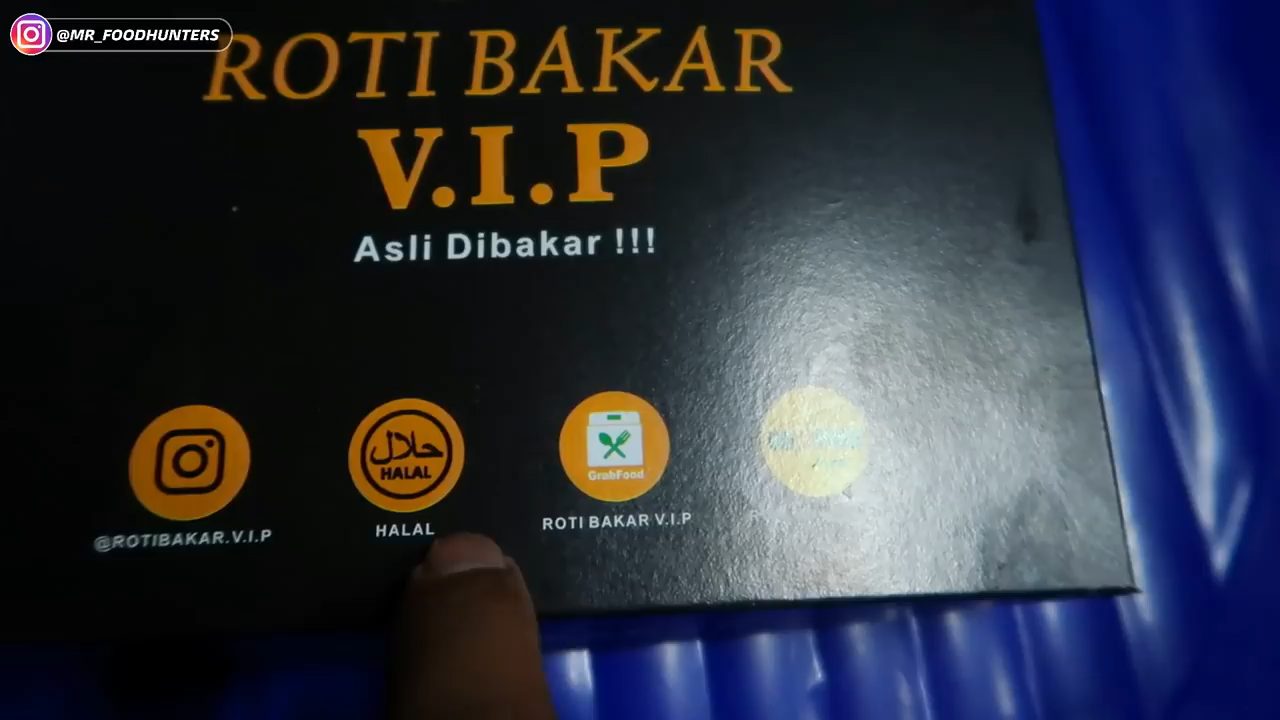 @MR_FOODHUNTERS
ROTI BAKAR
V.I.P
Asli Dibakar !!!
حلال
HALAL
GrabFood
@ROTIBAKAR.V.I.P
HALAL
ROTI BAKAR V.I.P